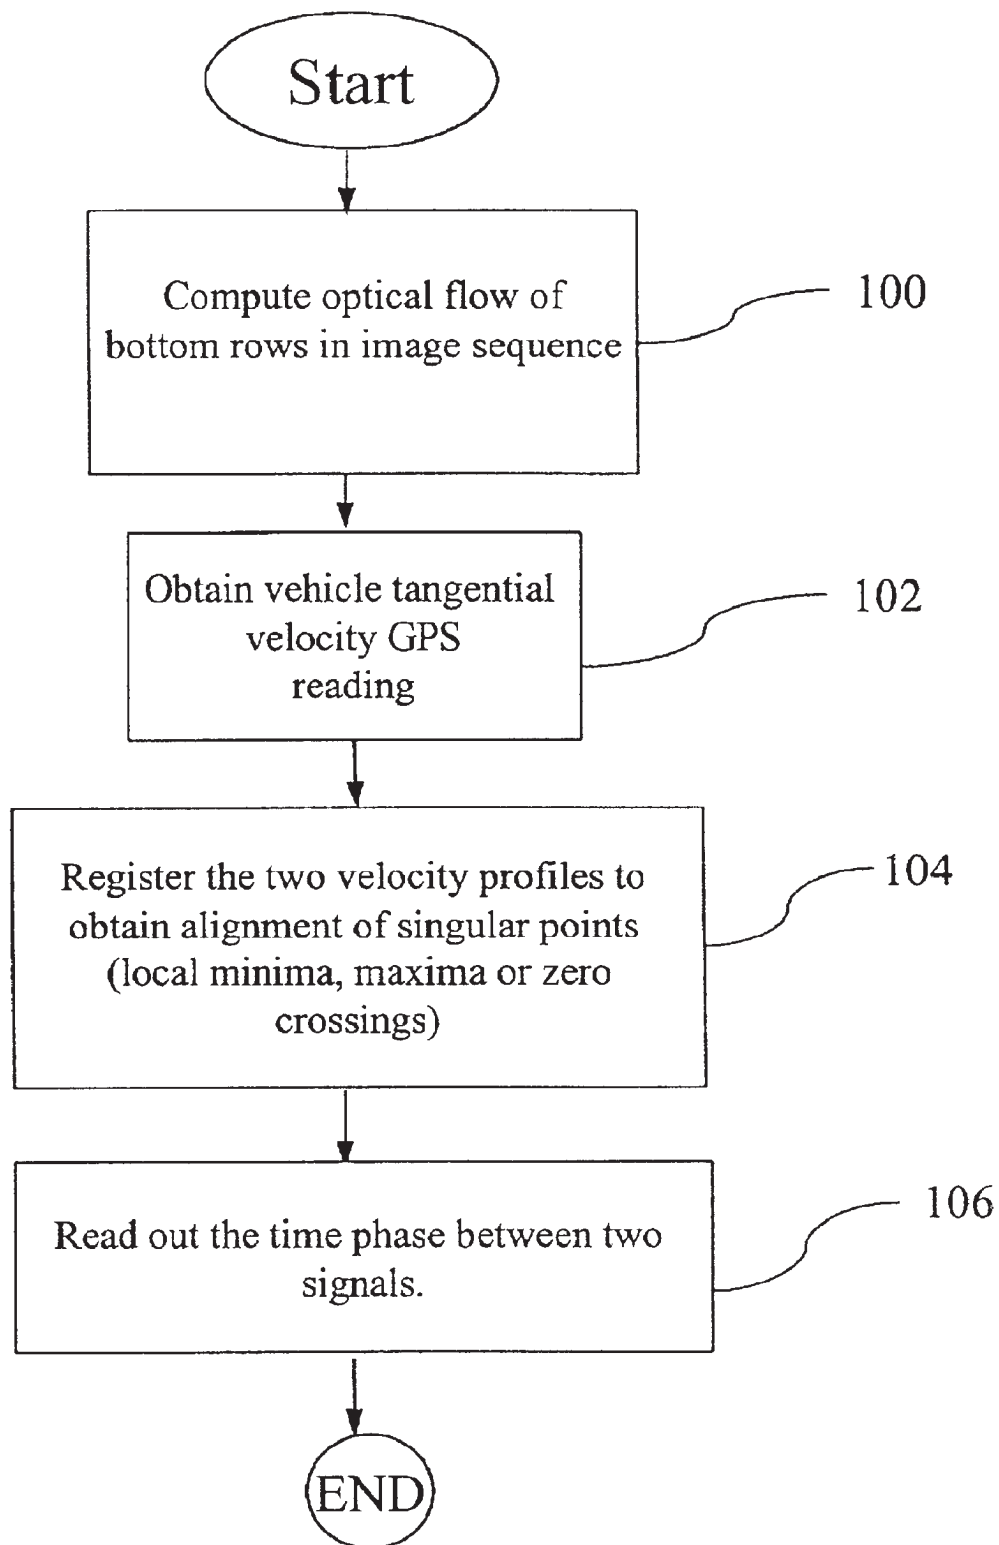 Start
Compute optical flow of
bottom rows in image sequence
100
Obtain vehicle tangential
velocity GPS
reading
102
Register the two velocity profiles to
obtain alignment of singular points
(local minima, maxima or zero
crossings)
104
Read out the time phase between two
signals.
106
END